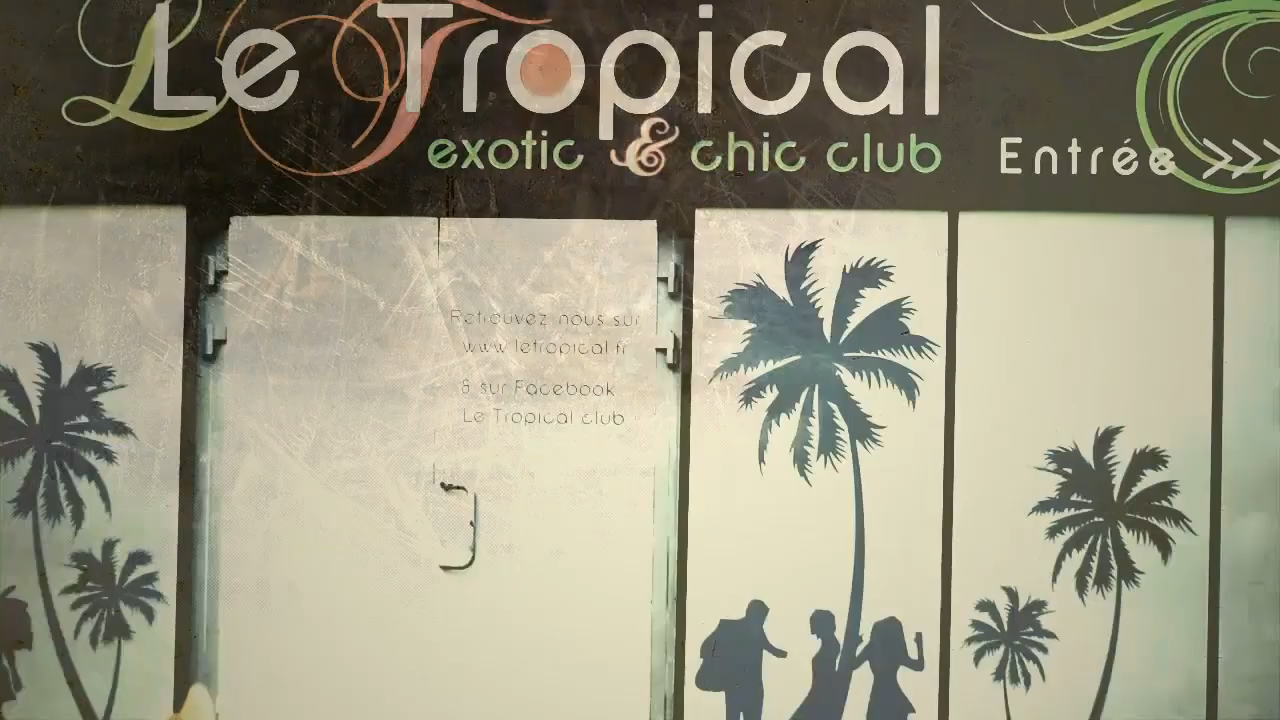 Le Tropical
exotic & chic club
Entrée >>>
Retrouvez nous sur
www.letropical.fr
& sur Facebook
Le Tropical club